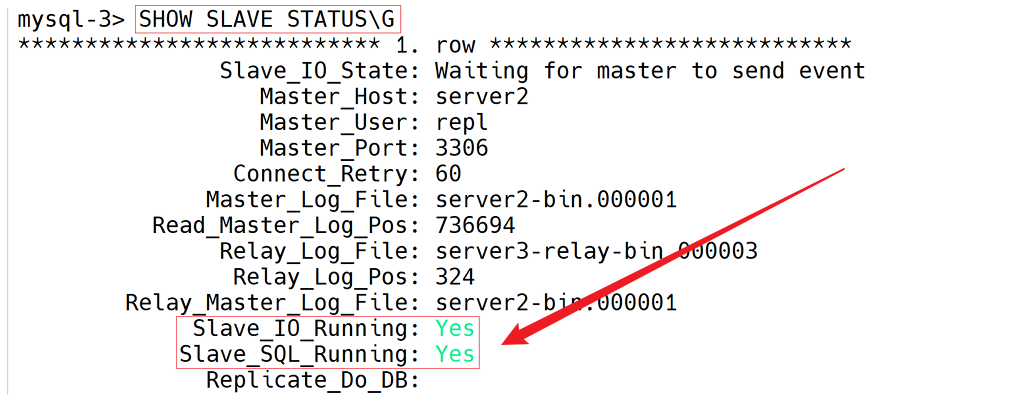 mysql-3> SHOW SLAVE STATUS\G
*************************** 1. row ***************************
Slave_IO_State: Waiting for master to send event
Master_Host: server2
Master_User: repl
Master_Port: 3306
Connect_Retry: 60
Master_Log_File: server2-bin.000001
Read_Master_Log_Pos: 736694
Relay_Log_File: server3-relay-bin.000003
Relay_Log_Pos: 324
Relay_Master_Log_File: server2-bin.000001
Slave_IO_Running: Yes
Slave_SQL_Running: Yes
Replicate_Do_DB: